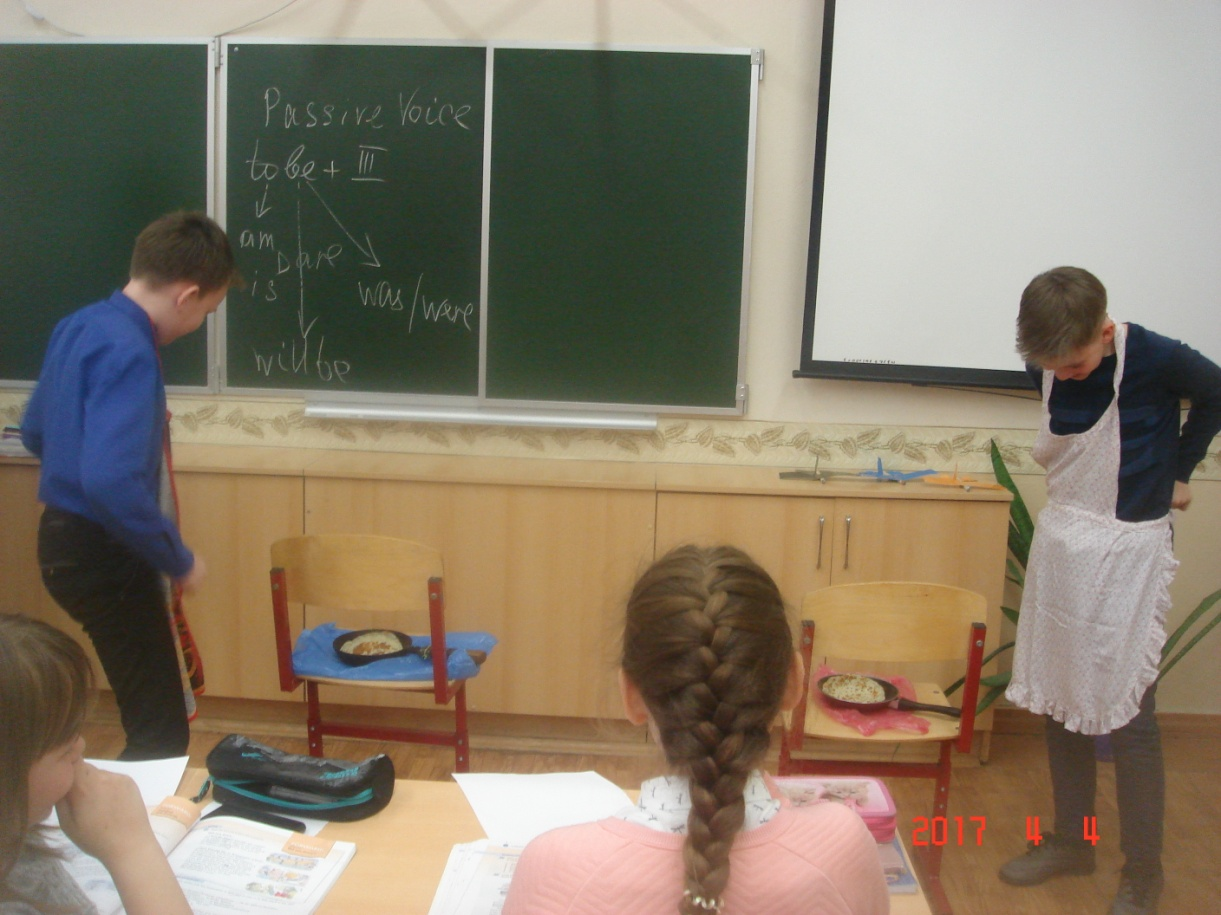 Passive Voice
to be + III
am are
is
was/were
will be
2017 4 4